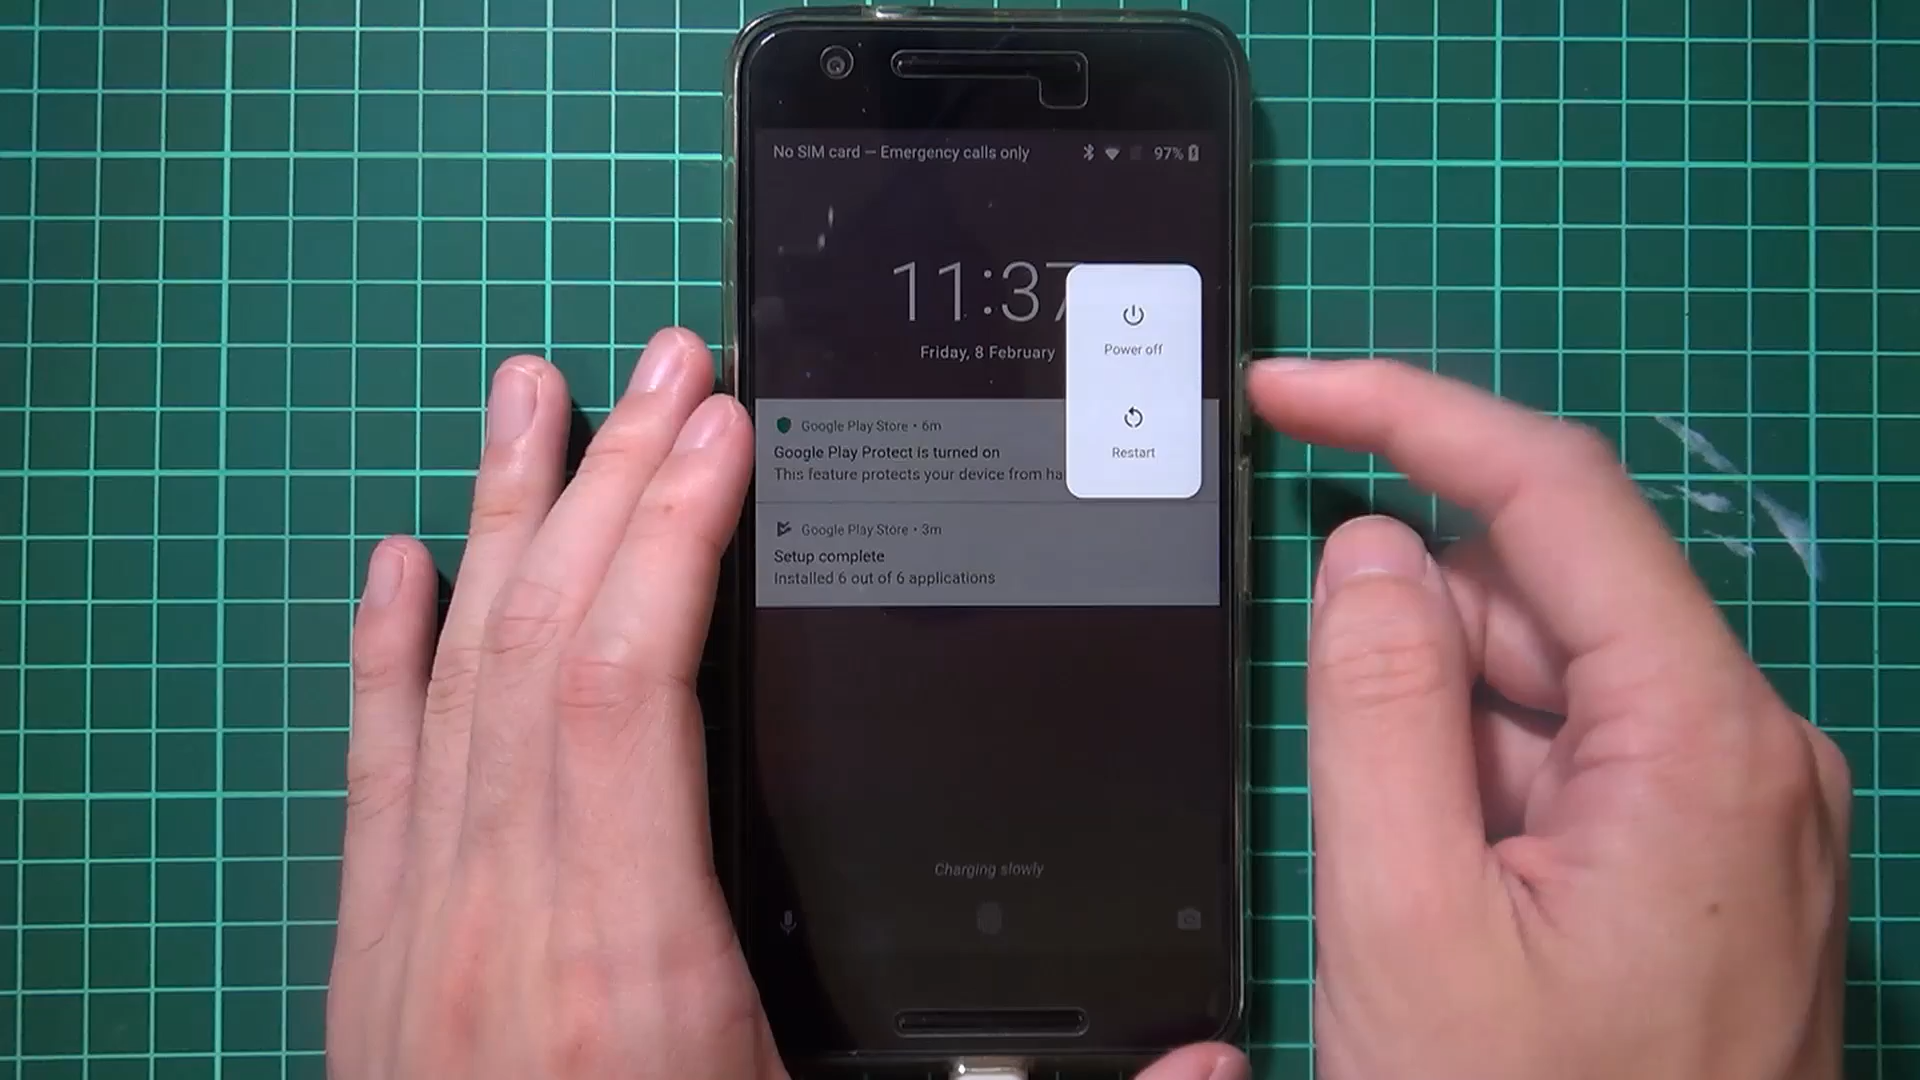 No SIM card — Emergency calls only
97%
11:37
Friday, 8 February
Power off
Restart
Google Play Store • 6m
Google Play Protect is turned on
This feature protects your device from ha
Google Play Store • 3m
Setup complete
Installed 6 out of 6 applications
Charging slowly